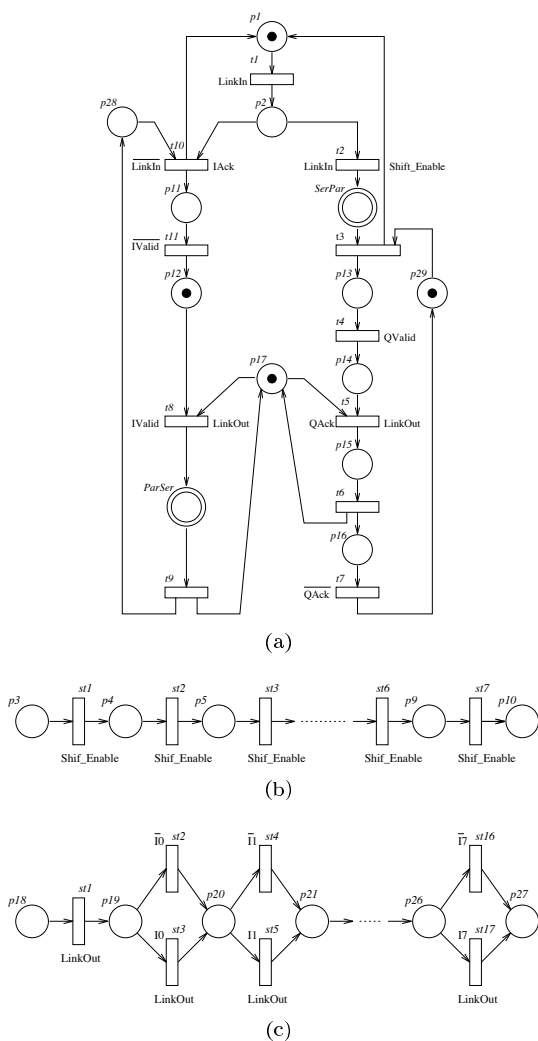 p1
t1
LinkIn
p28
p2
t10
t2
LinkIn
IAck
LinkIn
Shift_Enable
p11
SerPar
IValid
t11
t3
p12
p13
p29
t4
QValid
p17
p14
t8
t5
IValid
LinkOut
QAck
LinkOut
p15
ParSer
t6
p16
t9
t7
QAck
(a)
p3
st1
p4
st2
p5
st3
st6
p9
st7
p10
Shif_Enable
Shif_Enable
Shif_Enable
Shif_Enable
Shif_Enable
(b)
I0
st2
I1
st4
I7
st16
p18
st1
p19
p20
p21
p26
p27
I0
st3
I1
st5
I7
st17
LinkOut
LinkOut
LinkOut
LinkOut
(c)